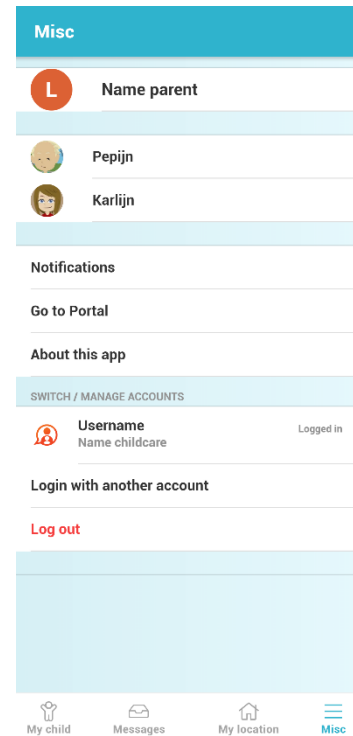 Misc
L
Name parent
Pepijn
Karlijn
Notifications
Go to Portal
About this app
SWITCH / MANAGE ACCOUNTS
Username
Logged in
Name childcare
Login with another account
Log out
My child Messages My location Misc